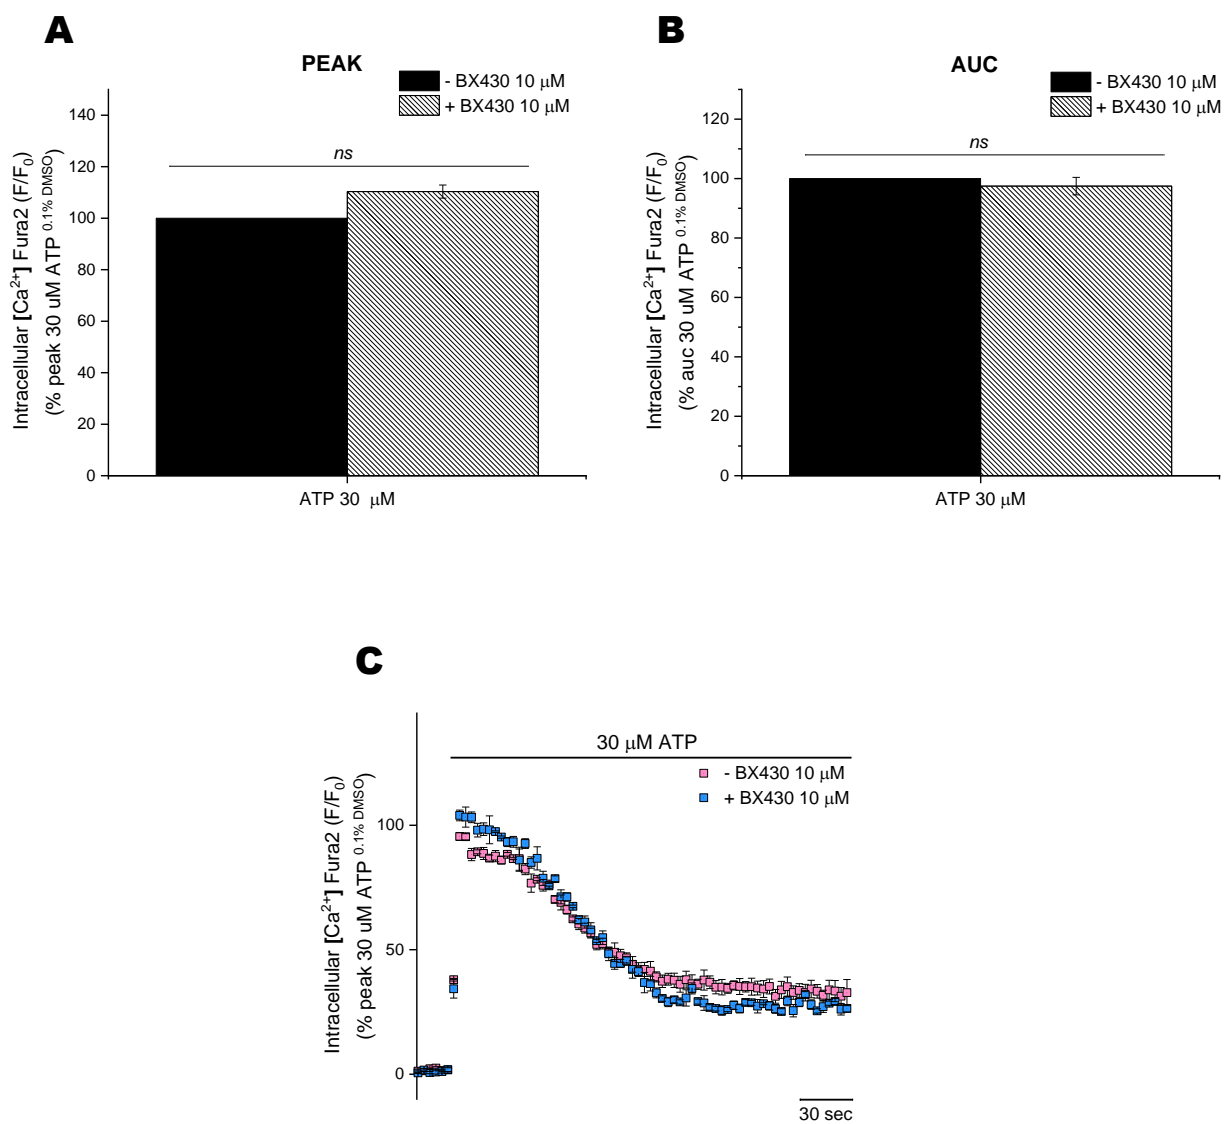 A
PEAK
- BX430 10 μM
+ BX430 10 μM
ns
140
120
100
80
60
40
20
0
Intracellular [Ca²⁺] Fura2 (F/F₀)
(% peak 30 uM ATP ⁰·¹% ᴰᴹˢᴼ)
ATP 30 μM
B
AUC
- BX430 10 μM
+ BX430 10 μM
ns
120
100
80
60
40
20
0
Intracellular [Ca²⁺] Fura2 (F/F₀)
(% auc 30 uM ATP ⁰·¹% ᴰᴹˢᴼ)
ATP 30 μM
C
30 μM ATP
- BX430 10 μM
+ BX430 10 μM
100
50
0
Intracellular [Ca²⁺] Fura2 (F/F₀)
(% peak 30 uM ATP ⁰·¹% ᴰᴹˢᴼ)
30 sec